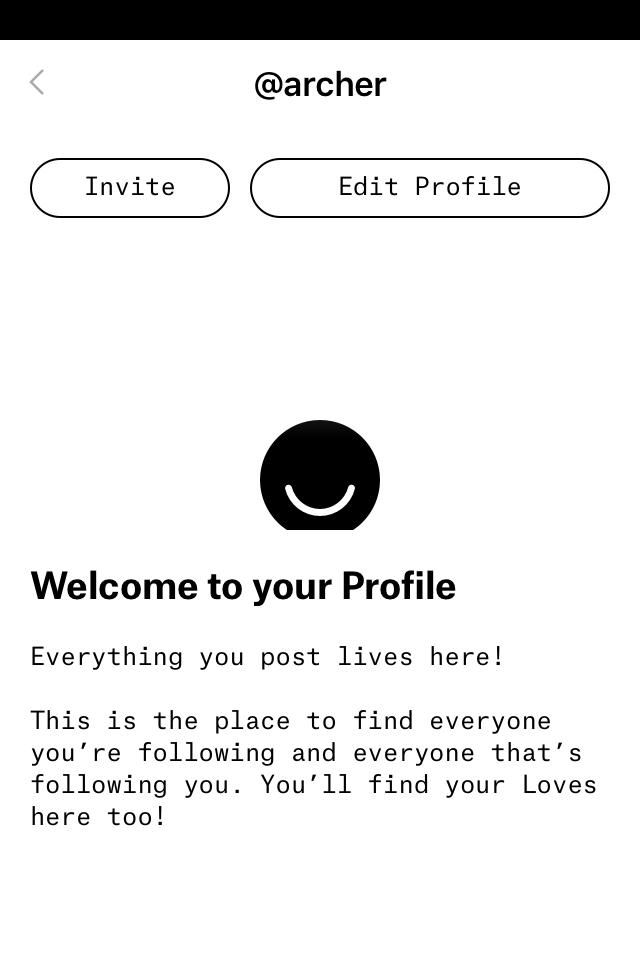 @archer
Invite
Edit Profile
Welcome to your Profile
Everything you post lives here!
This is the place to find everyone
you’re following and everyone that’s
following you. You’ll find your Loves
here too!